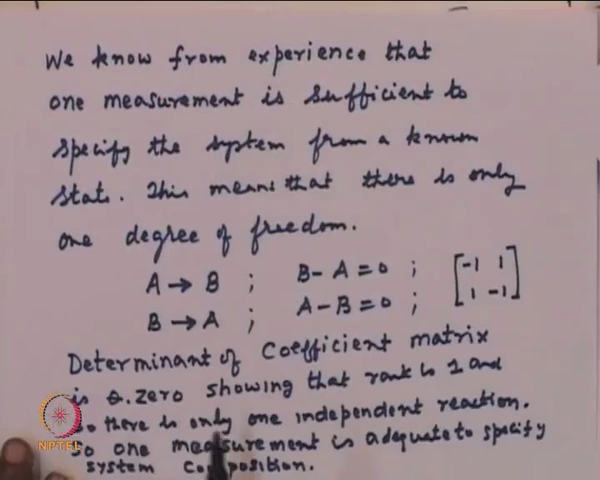 We know from experience that
one measurement is sufficient to
specify the system from a known
state. This means that there is only
one degree of freedom.
A → B ; B - A = 0 ; [-1 1
B → A ; A - B = 0 ; 1 -1]
Determinant of Coefficient matrix
is zero showing that rank is 1 and
so there is only one independent reaction.
So one measurement is adequate to specify
system composition.
NPTEL